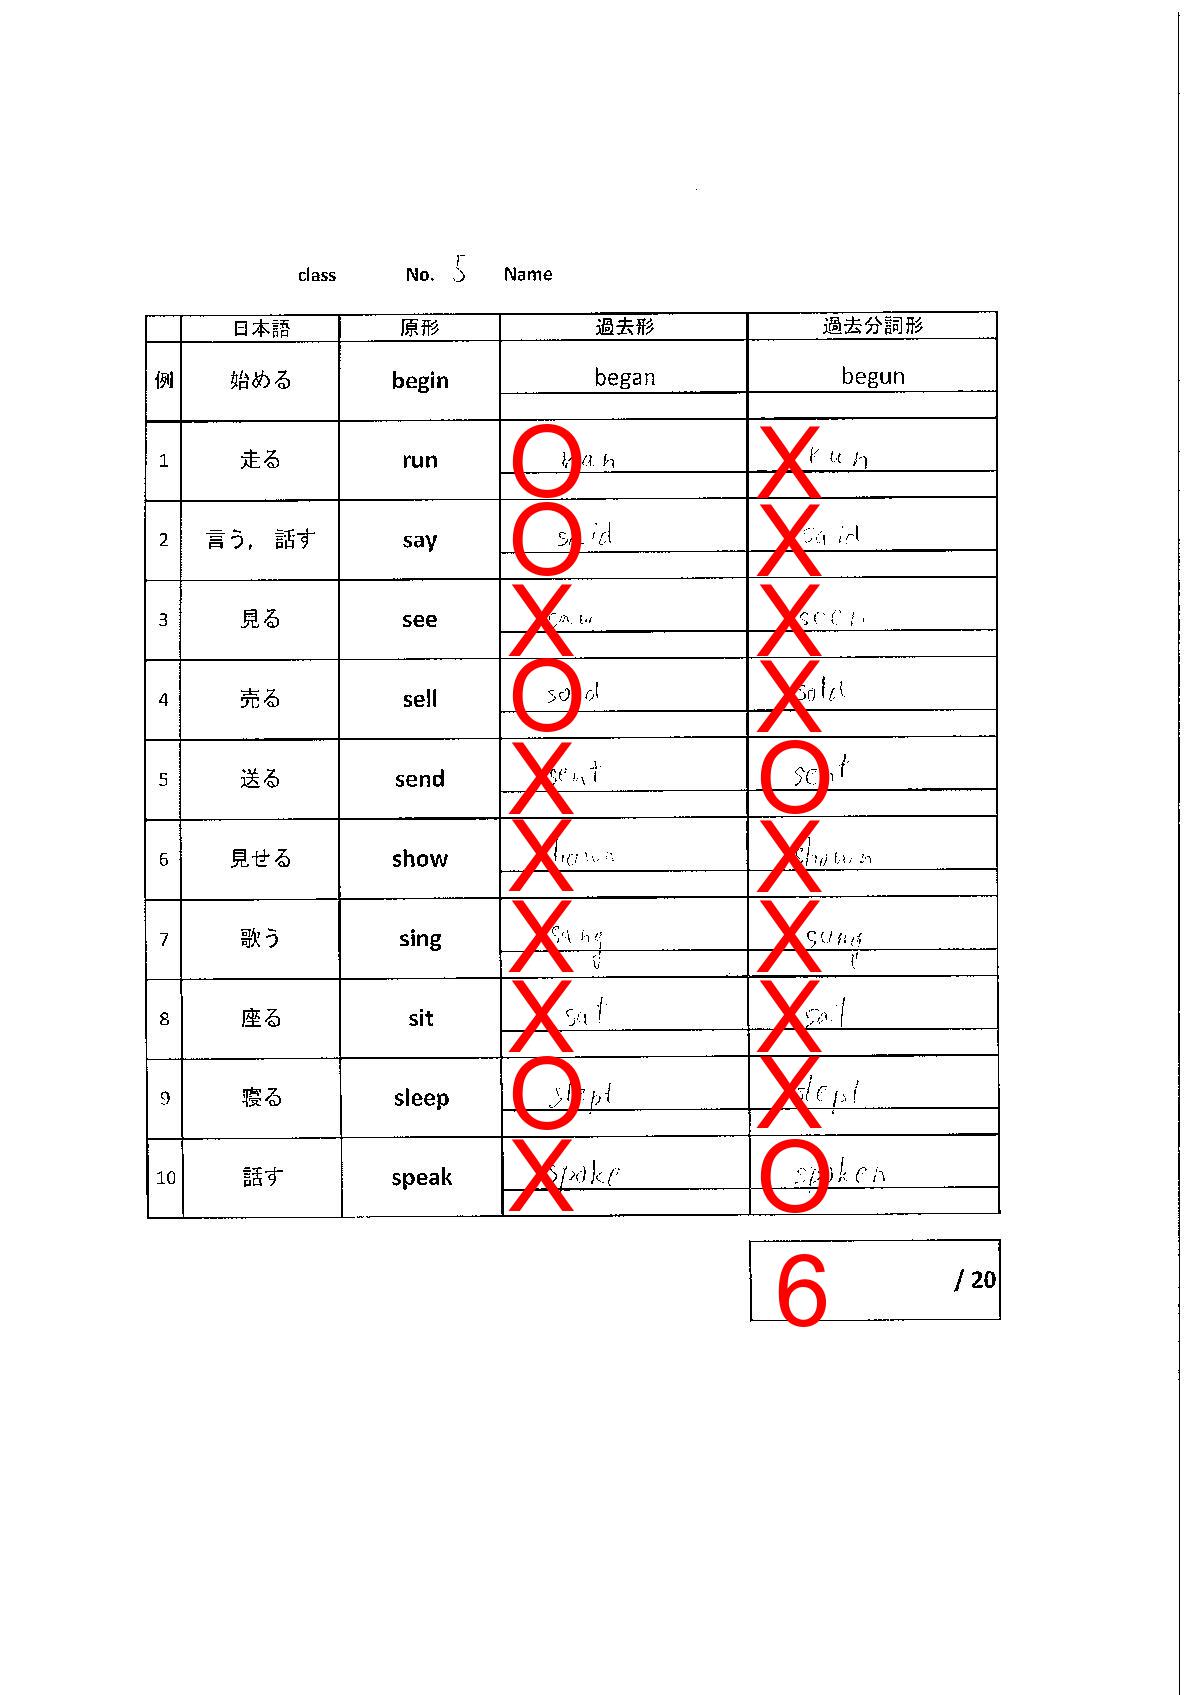 class No. 5 Name
日本語 原形 過去形 過去分詞形
例 始める begin began begun
1 走る run O ran X run
2 言う, 話す say O said X said
3 見る see X saw X seen
4 売る sell O sold X sold
5 送る send X sent O sent
6 見せる show X X shown
7 歌う sing X sang X sung
8 座る sit X sat X sat
9 寝る sleep O slept X slept
10 話す speak X spoke O spoken
6 / 20